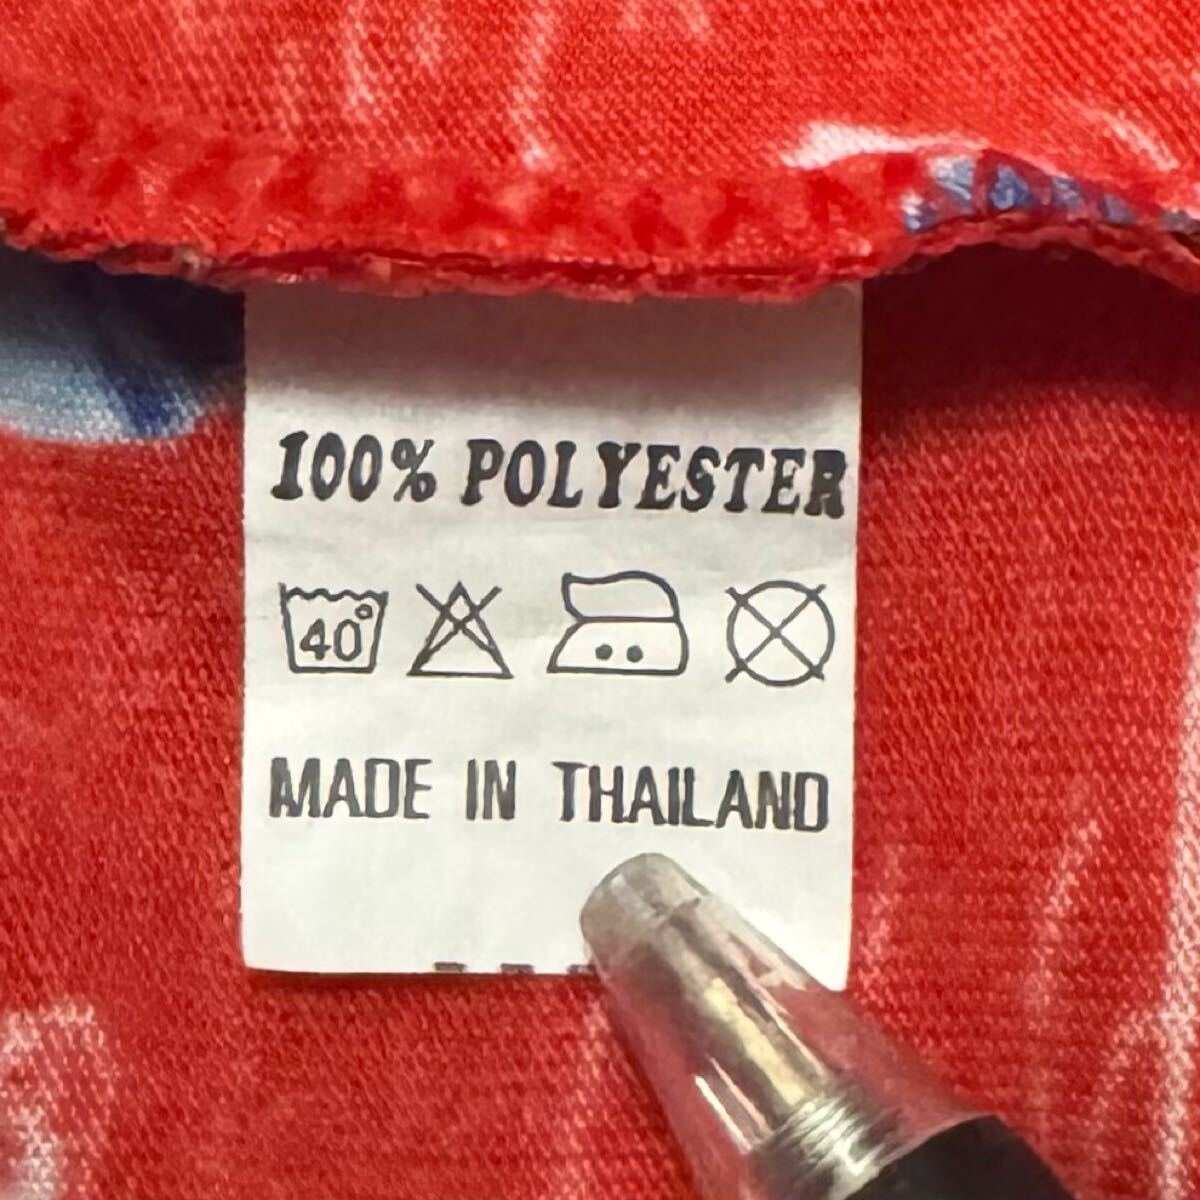 100% POLYESTER
40°
MADE IN THAILAND